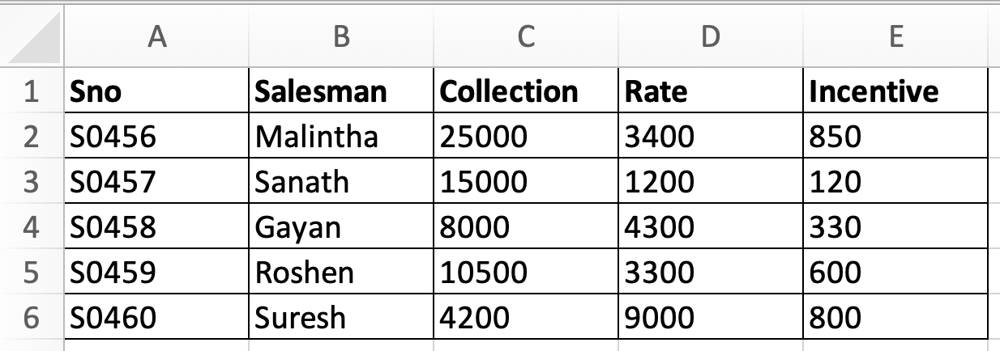 A B C D E
1 Sno Salesman Collection Rate Incentive
2 S0456 Malintha 25000 3400 850
3 S0457 Sanath 15000 1200 120
4 S0458 Gayan 8000 4300 330
5 S0459 Roshen 10500 3300 600
6 S0460 Suresh 4200 9000 800